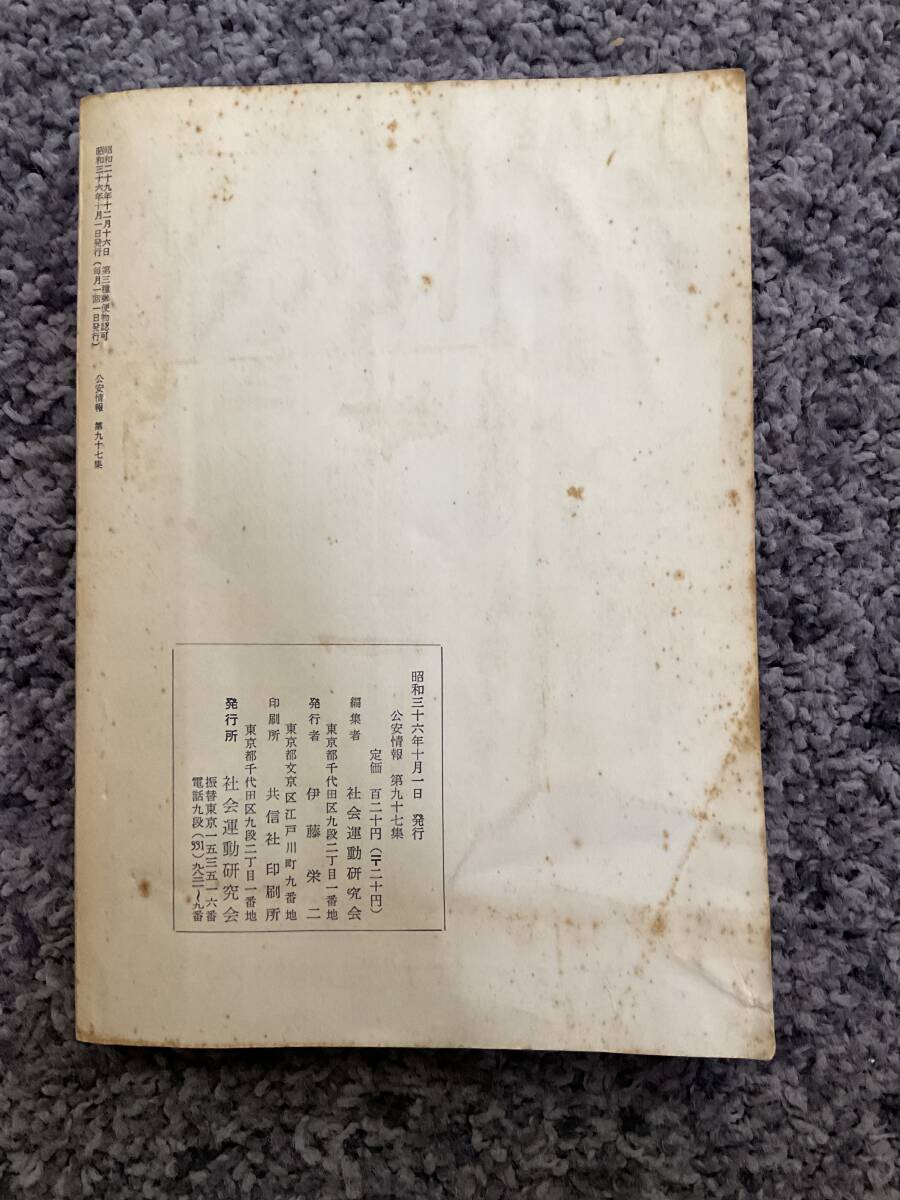 昭和三十六年十月一日 発行
公安情報 第九十七集
定価 百二十円(〒二十円)
編集者 社会運動研究会
東京都千代田区九段二丁目一番地
発行者 伊藤栄二
東京都文京区江戸川町九番地
印刷所 共信社印刷所
東京都千代田区九段二丁目一番地
発行所 社会運動研究会
振替東京一五三五一六番
電話九段(331)
昭和二十九年十二月十六日 第三種郵便物認可
昭和三十六年十月一日発行(毎月一回一日発行) 公安情報 第九十七集